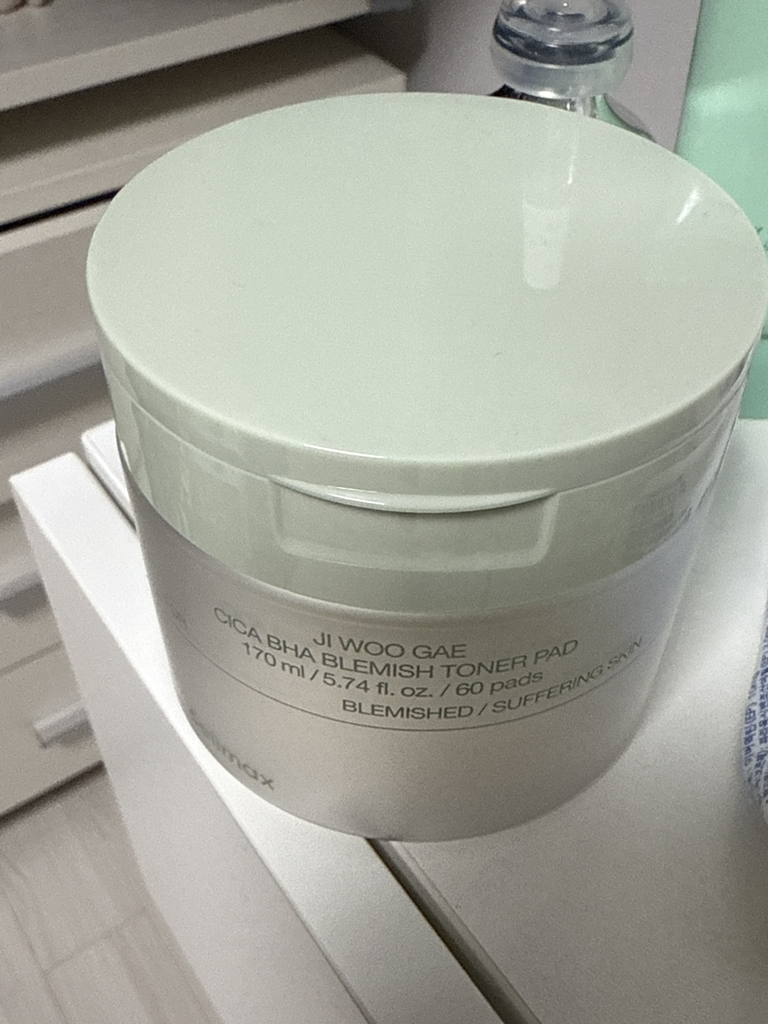 JI WOO GAE
CICA BHA BLEMISH TONER PAD
170 ml / 5.74 fl. oz. / 60 pads
BLEMISHED / SUFFERING SKIN
celimax